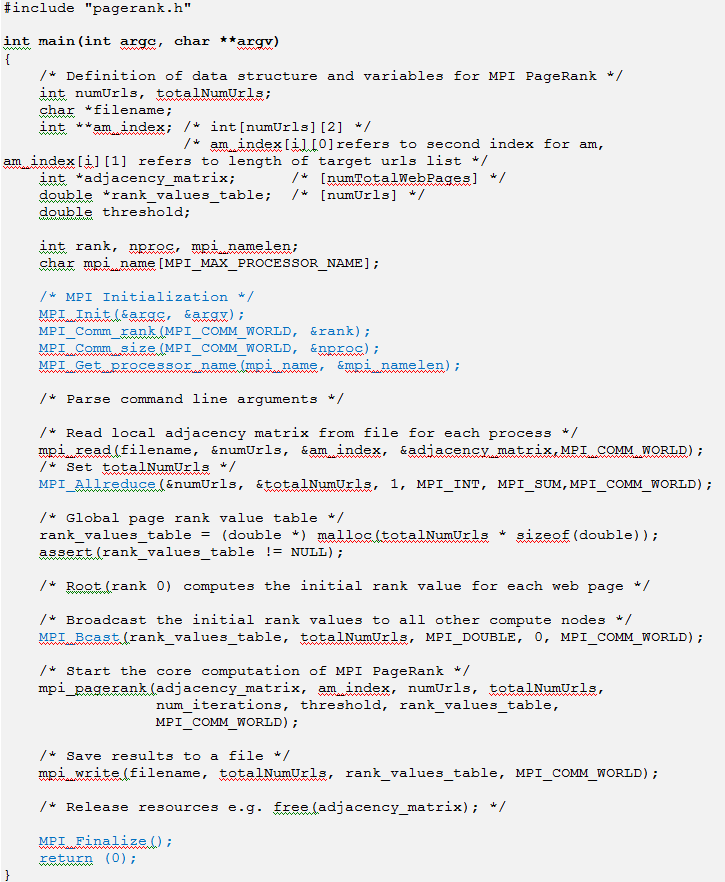 #include "pagerank.h"
int main(int argc, char **argv)
{
/* Definition of data structure and variables for MPI PageRank */
int numUrls, totalNumUrls;
char *filename;
int **am_index; /* int[numUrls][2] */
/* am_index[i][0]refers to second index for am,
am_index[i][1] refers to length of target urls list */
int *adjacency_matrix; /* [numTotalWebPages] */
double *rank_values_table; /* [numUrls] */
double threshold;
int rank, nproc, mpi_namelen;
char mpi_name[MPI_MAX_PROCESSOR_NAME];
/* MPI Initialization */
MPI_Init(&argc, &argv);
MPI_Comm_rank(MPI_COMM_WORLD, &rank);
MPI_Comm_size(MPI_COMM_WORLD, &nproc);
MPI_Get_processor_name(mpi_name, &mpi_namelen);
/* Parse command line arguments */
/* Read local adjacency matrix from file for each process */
mpi_read(filename, &numUrls, &am_index, &adjacency_matrix,MPI_COMM_WORLD);
/* Set totalNumUrls */
MPI_Allreduce(&numUrls, &totalNumUrls, 1, MPI_INT, MPI_SUM,MPI_COMM_WORLD);
/* Global page rank value table */
rank_values_table = (double *) malloc(totalNumUrls * sizeof(double));
assert(rank_values_table != NULL);
/* Root(rank 0) computes the initial rank value for each web page */
/* Broadcast the initial rank values to all other compute nodes */
MPI_Bcast(rank_values_table, totalNumUrls, MPI_DOUBLE, 0, MPI_COMM_WORLD);
/* Start the core computation of MPI PageRank */
mpi_pagerank(adjacency_matrix, am_index, numUrls, totalNumUrls,
num_iterations, threshold, rank_values_table,
MPI_COMM_WORLD);
/* Save results to a file */
mpi_write(filename, totalNumUrls, rank_values_table, MPI_COMM_WORLD);
/* Release resources e.g. free(adjacency_matrix); */
MPI_Finalize();
return (0);
}